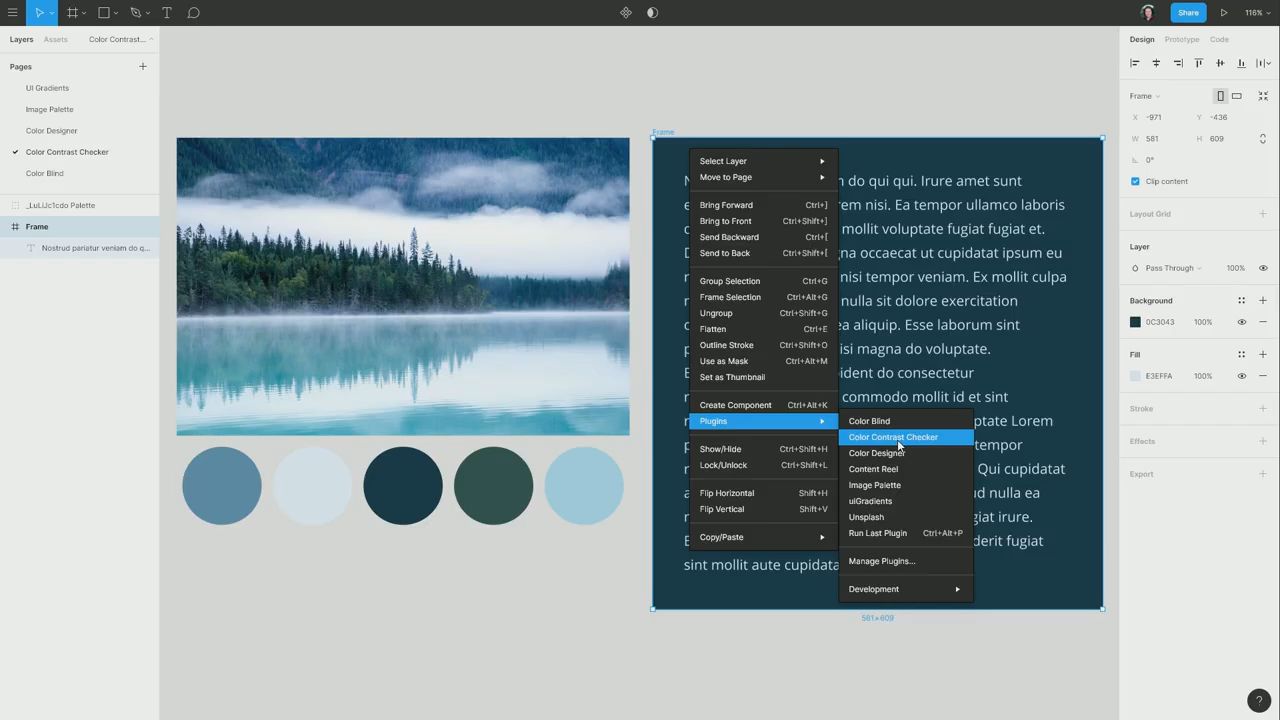 Share
116%
Layers
Assets
Color Contrast...
Design
Prototype
Code
Pages
UI Gradients
Image Palette
Color Designer
Color Contrast Checker
Color Blind
_LuLiJc1cdo Palette
Frame
Nostrud pariatur veniam do q...
Frame
N
do qui qui. Irure amet sunt
rem nisi. Ea tempor ullamco laboris
mollit voluptate fugiat fugiat et.
occaecat ut cupidatat ipsum eu
nisi tempor veniam. Ex mollit culpa
nulla sit dolore exercitation
ea aliquip. Esse laborum sint
nisi magna do voluptate.
do consectetur
commodo mollit id et sint
Lorem
tempor
Qui cupidatat
nulla ea
fugiat irure.
fugiat
sint mollit aute cupidata
Select Layer
Move to Page
Bring Forward Ctrl+]
Bring to Front Ctrl+Shift+]
Send Backward Ctrl+[
Send to Back Ctrl+Shift+[
Group Selection Ctrl+G
Frame Selection Ctrl+Alt+G
Ungroup Ctrl+Shift+G
Flatten Ctrl+E
Outline Stroke Ctrl+Shift+O
Use as Mask Ctrl+Alt+M
Set as Thumbnail
Create Component Ctrl+Alt+K
Plugins
Show/Hide Ctrl+Shift+H
Lock/Unlock Ctrl+Shift+L
Flip Horizontal Shift+H
Flip Vertical Shift+V
Copy/Paste
Color Blind
Color Contrast Checker
Color Designer
Content Reel
Image Palette
uiGradients
Unsplash
Run Last Plugin Ctrl+Alt+P
Manage Plugins...
Development
581×609
Frame
X -971 Y -436
W 581 H 609
0°
Clip content
Layout Grid
Layer
Pass Through 100%
Background
0C3043 100%
Fill
E3EFFA 100%
Stroke
Effects
Export
?